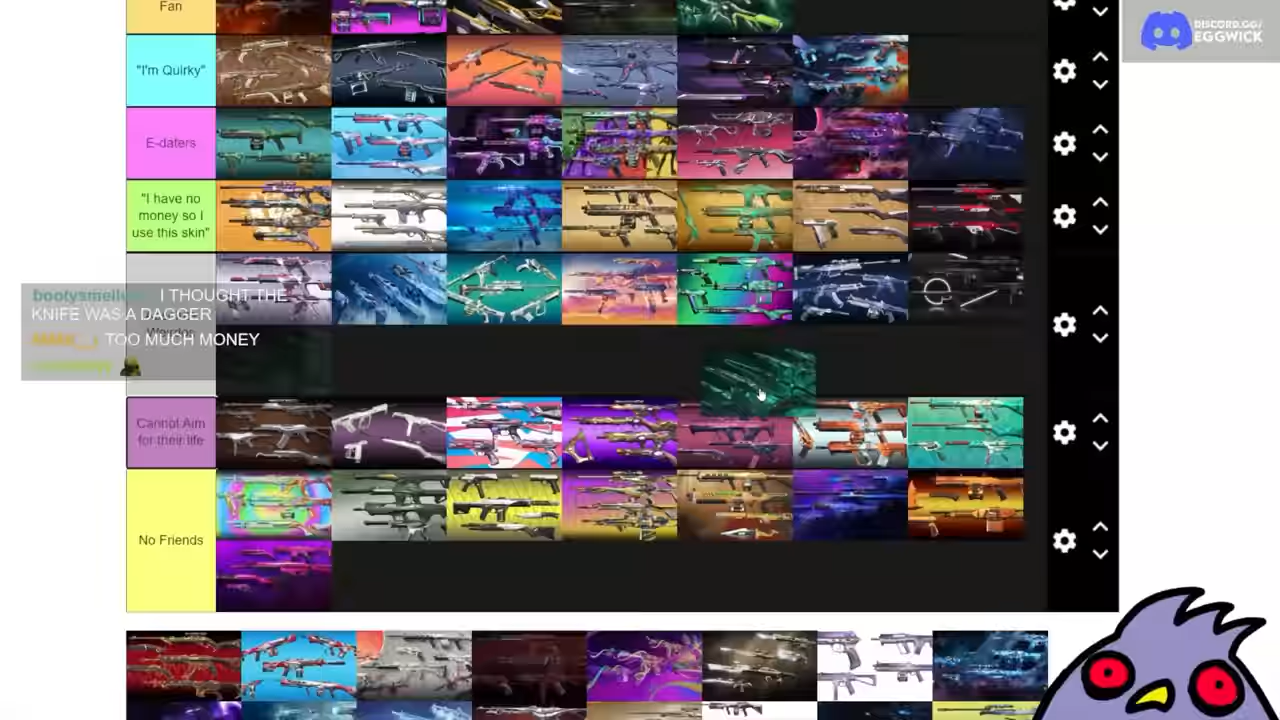 Fan
DISCORD.GG/
EGGWICK
"I'm Quirky"
E-daters
"I have no
money so I
use this skin"
I THOUGHT THE
KNIFE WAS A DAGGER
TOO MUCH MONEY
Weirdos
Cannot Aim
for their life
No Friends